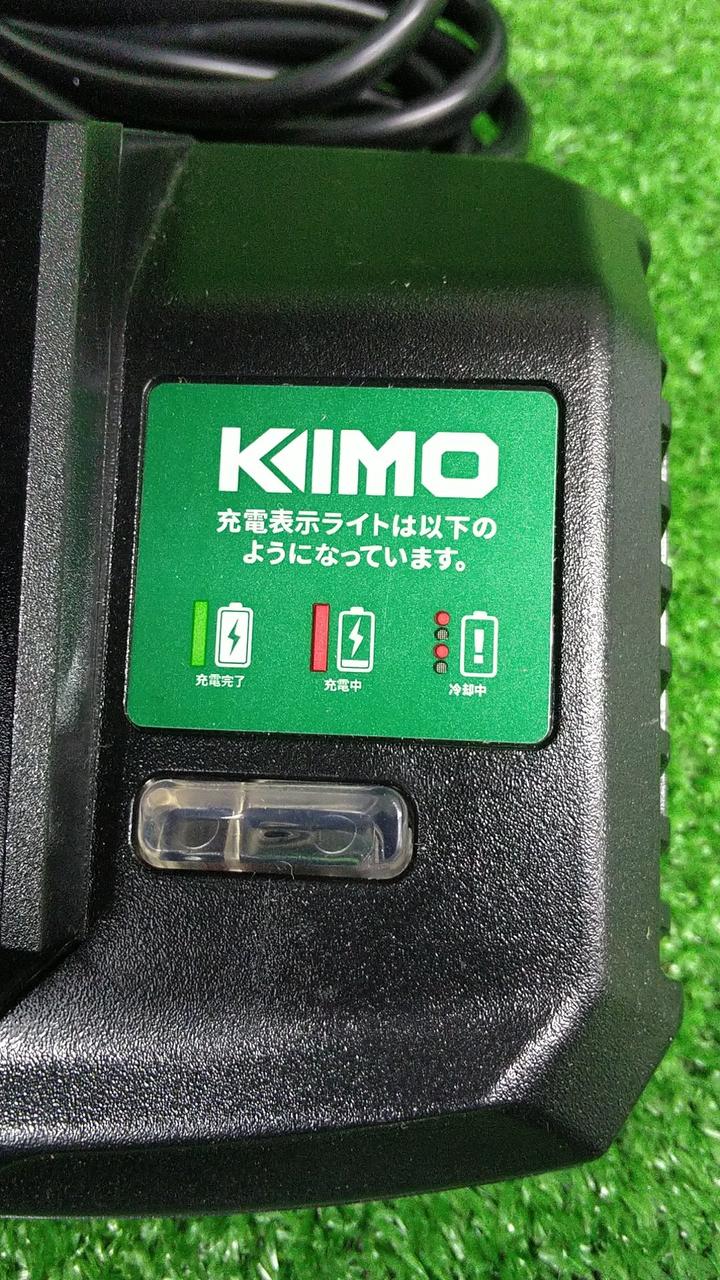 KIMO
充電表示ライトは以下の
ようになっています。
充電完了
充電中
冷却中